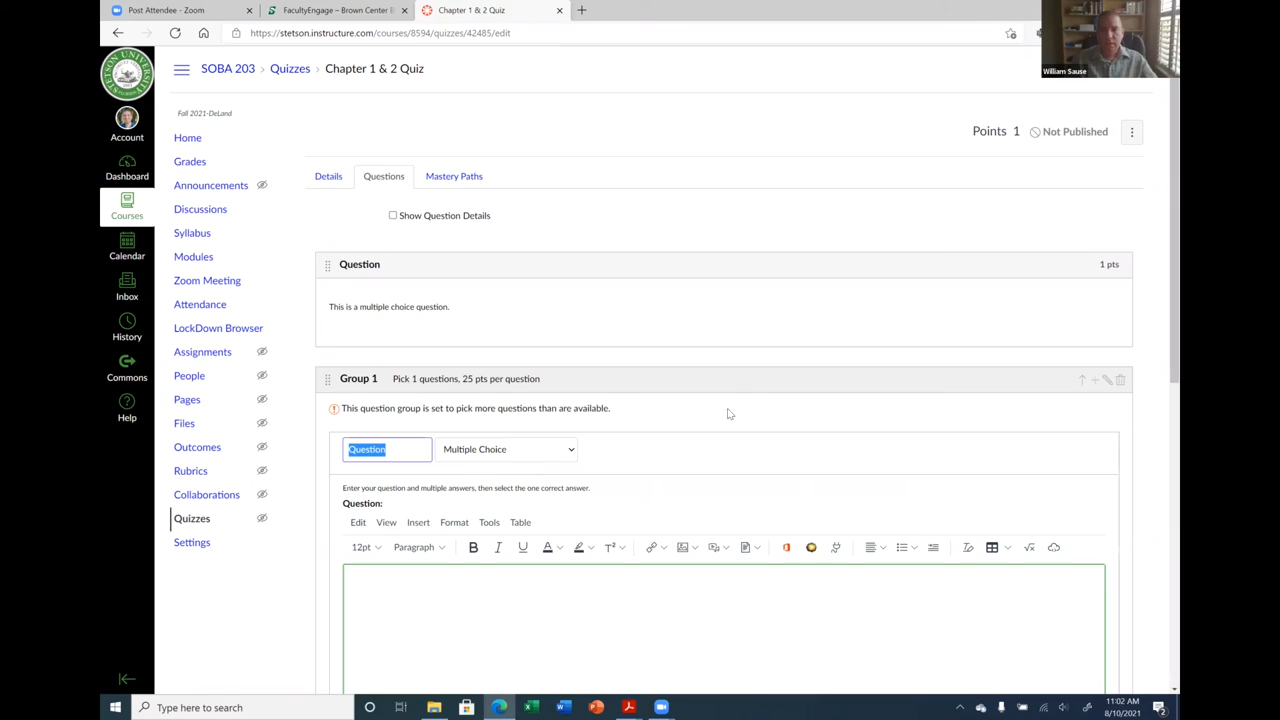 Post Attendee - Zoom
FacultyEngage – Brown Center
Chapter 1 & 2 Quiz
https://stetson.instructure.com/courses/8594/quizzes/42485/edit
William Sause
STETSON UNIVERSITY
SOBA 203 › Quizzes › Chapter 1 & 2 Quiz
Fall 2021-DeLand
Points 1 Not Published
Account
Dashboard
Courses
Calendar
Inbox
History
Commons
Help
Home
Grades
Announcements
Discussions
Syllabus
Modules
Zoom Meeting
Attendance
LockDown Browser
Assignments
People
Pages
Files
Outcomes
Rubrics
Collaborations
Quizzes
Settings
Details
Questions
Mastery Paths
Show Question Details
Question 1 pts
This is a multiple choice question.
Group 1 Pick 1 questions, 25 pts per question
This question group is set to pick more questions than are available.
Question Multiple Choice
Enter your question and multiple answers, then select the one correct answer.
Question:
Edit View Insert Format Tools Table
12pt Paragraph B I U A T²
Type here to search
11:02 AM
8/10/2021
2